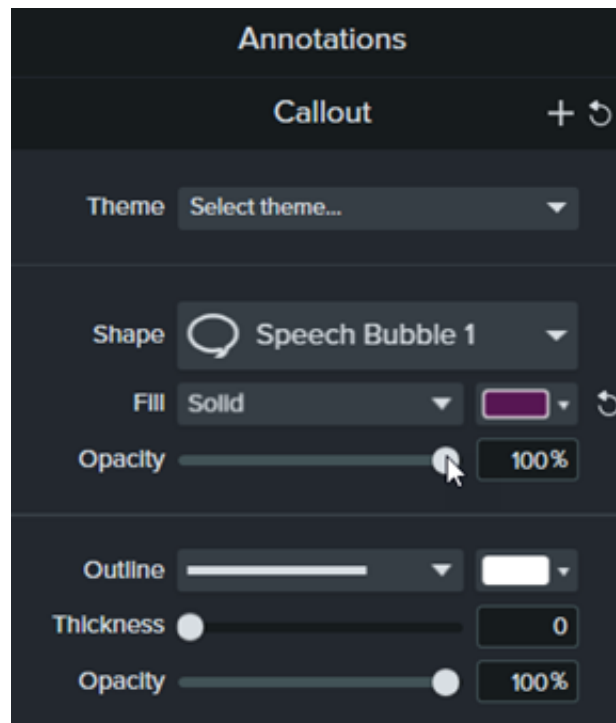 Annotations
Callout
Theme Select theme...
Shape Speech Bubble 1
Fill Solid
Opacity 100%
Outline
Thickness 0
Opacity 100%